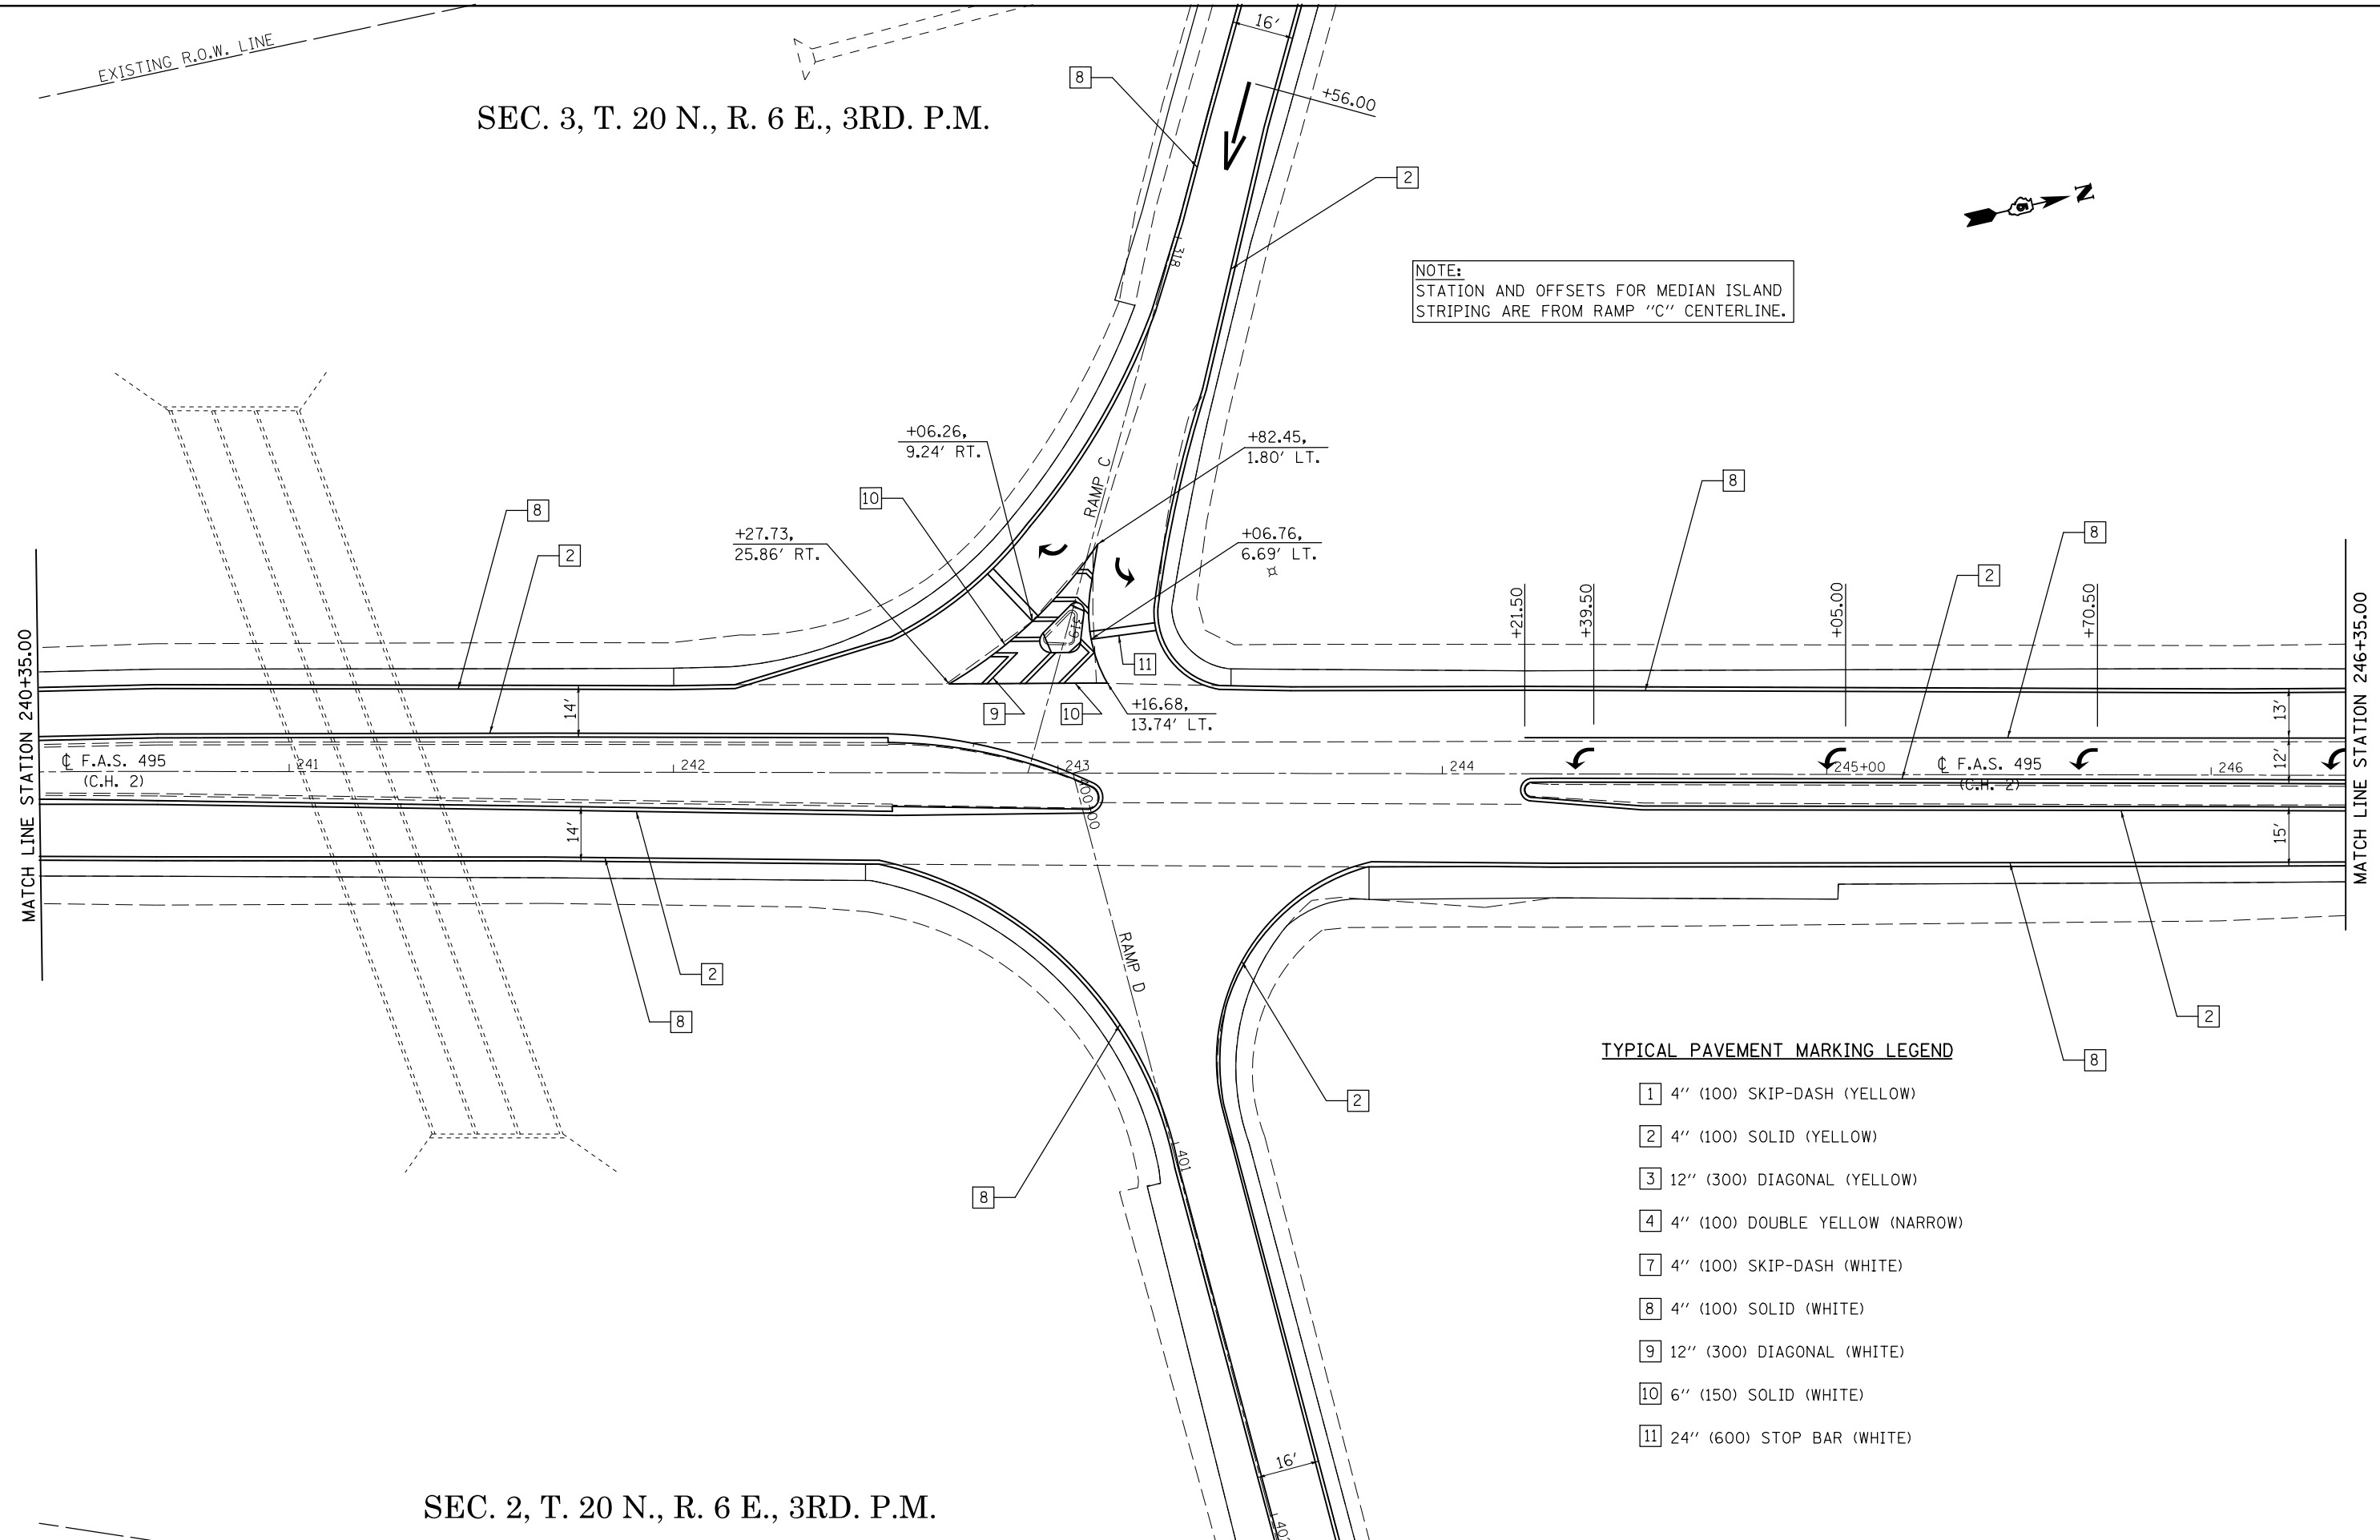 EXISTING R.O.W. LINE
16′
8
+56.00
SEC. 3, T. 20 N., R. 6 E., 3RD. P.M.
2
N
318
NOTE:
STATION AND OFFSETS FOR MEDIAN ISLAND
STRIPING ARE FROM RAMP "C" CENTERLINE.
+06.26,
9.24′ RT.
+82.45,
1.80′ LT.
RAMP C
10
8
8
+27.73,
25.86′ RT.
+06.76,
6.69′ LT.
¤
8
2
2
+21.50
+39.50
+05.00
+70.50
319
11
MATCH LINE STATION 240+35.00
MATCH LINE STATION 246+35.00
14′
9
10
+16.68,
13.74′ LT.
13′
℄ F.A.S. 495
(C.H. 2)
241
242
243
244
245+00
℄ F.A.S. 495
(C.H. 2)
246
12′
14′
15′
RAMP D
2
8
2
8
2
8
401
16′
TYPICAL PAVEMENT MARKING LEGEND
1 4″ (100) SKIP-DASH (YELLOW)
2 4″ (100) SOLID (YELLOW)
3 12″ (300) DIAGONAL (YELLOW)
4 4″ (100) DOUBLE YELLOW (NARROW)
7 4″ (100) SKIP-DASH (WHITE)
8 4″ (100) SOLID (WHITE)
9 12″ (300) DIAGONAL (WHITE)
10 6″ (150) SOLID (WHITE)
11 24″ (600) STOP BAR (WHITE)
SEC. 2, T. 20 N., R. 6 E., 3RD. P.M.